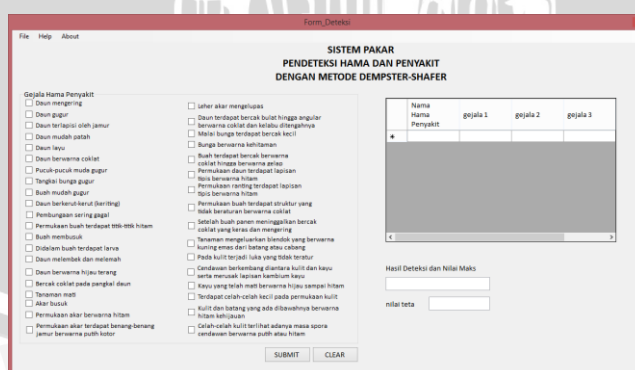 Form_Deteksi
File Help About
SISTEM PAKAR
PENDETEKSI HAMA DAN PENYAKIT
DENGAN METODE DEMPSTER-SHAFER
Gejala Hama Penyakit
Daun mengering
Daun gugur
Daun terlapisi oleh jamur
Daun mudah patah
Daun layu
Daun berwarna coklat
Pucuk-pucuk muda gugur
Tangkai bunga gugur
Buah mudah gugur
Daun berkerut-kerut (keriting)
Pembungaan sering gagal
Permukaan buah terdapat titik-titik hitam
Buah membusuk
Didalam buah terdapat larva
Daun melembek dan melemah
Daun berwarna hijau terang
Bercak coklat pada pangkal daun
Tanaman mati
Akar busuk
Permukaan akar berwarna hitam
Permukaan akar terdapat benang-benang
jamur berwarna putih kotor
Leher akar mengelupas
Daun terdapat bercak bulat hingga angular
berwarna coklat dan kelabu ditengahnya
Malai bunga terdapat bercak kecil
Bunga berwarna kehitaman
Buah terdapat bercak berwarna
coklat hingga berwarna gelap
Permukaan daun terdapat lapisan
tipis berwarna hitam
Permukaan ranting terdapat lapisan
tipis berwarna hitam
Permukaan buah terdapat struktur yang
tidak beraturan berwarna coklat
Setelah buah panen meninggalkan bercak
coklat yang keras dan mengering
Tanaman mengeluarkan blendok yang berwarna
kuning emas dari batang atau cabang
Pada kulit terjadi luka yang tidak teratur
Cendawan berkembang diantara kulit dan kayu
serta merusak lapisan kambium kayu
Kayu yang telah mati berwarna hijau sampai hitam
Terdapat celah-celah kecil pada permukaan kulit
Kulit dan batang yang ada dibawahnya berwarna
hitam kehijauan
Celah-celah kulit terlihat adanya masa spora
cendawan berwarna putih atau hitam
SUBMIT CLEAR
Nama
Hama
Penyakit
gejala 1 gejala 2 gejala 3
Hasil Deteksi dan Nilai Maks
nilai teta